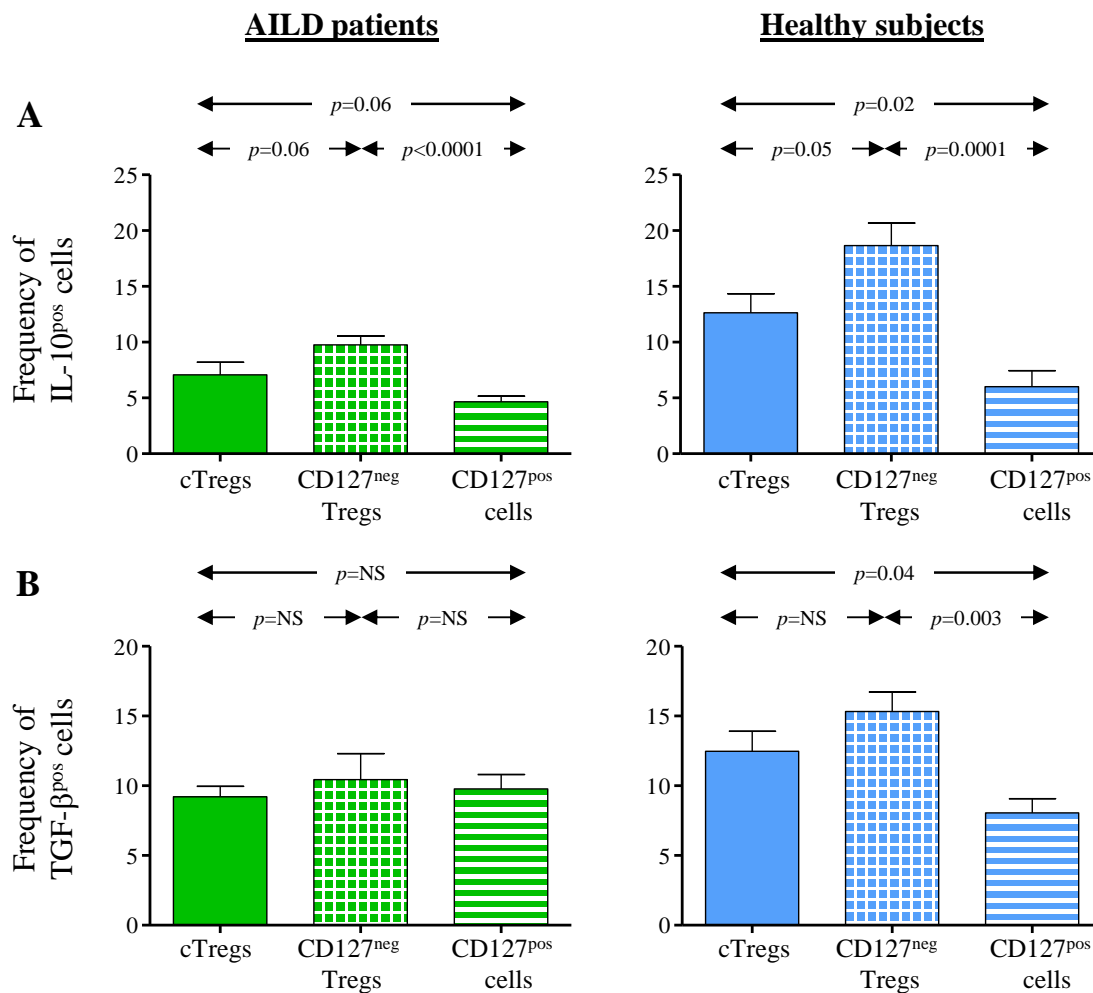 AILD patients
Healthy subjects
A
p=0.06
p=0.06
p<0.0001
Frequency of
IL-10pos cells
25
20
15
10
5
0
cTregs
CD127neg
Tregs
CD127pos
cells
p=0.02
p=0.05
p=0.0001
25
20
15
10
5
0
cTregs
CD127neg
Tregs
CD127pos
cells
B
p=NS
p=NS
p=NS
Frequency of
TGF-βpos cells
20
15
10
5
0
cTregs
CD127neg
Tregs
CD127pos
cells
p=0.04
p=NS
p=0.003
20
15
10
5
0
cTregs
CD127neg
Tregs
CD127pos
cells